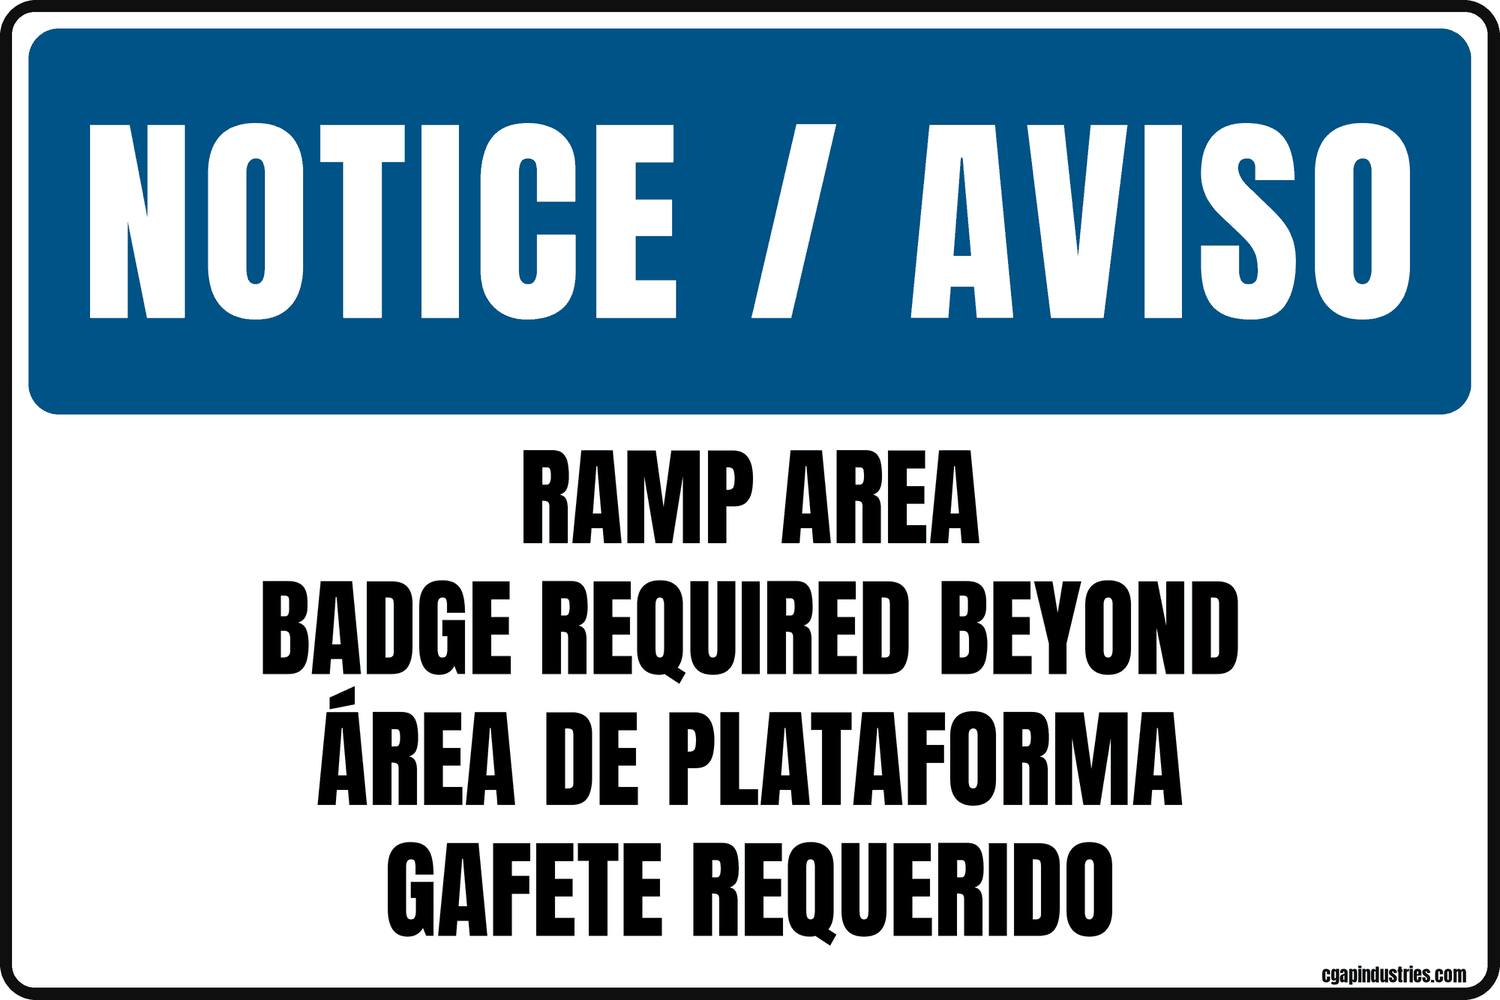 NOTICE / AVISO
RAMP AREA
BADGE REQUIRED BEYOND
ÁREA DE PLATAFORMA
GAFETE REQUERIDO
cgapindustries.com